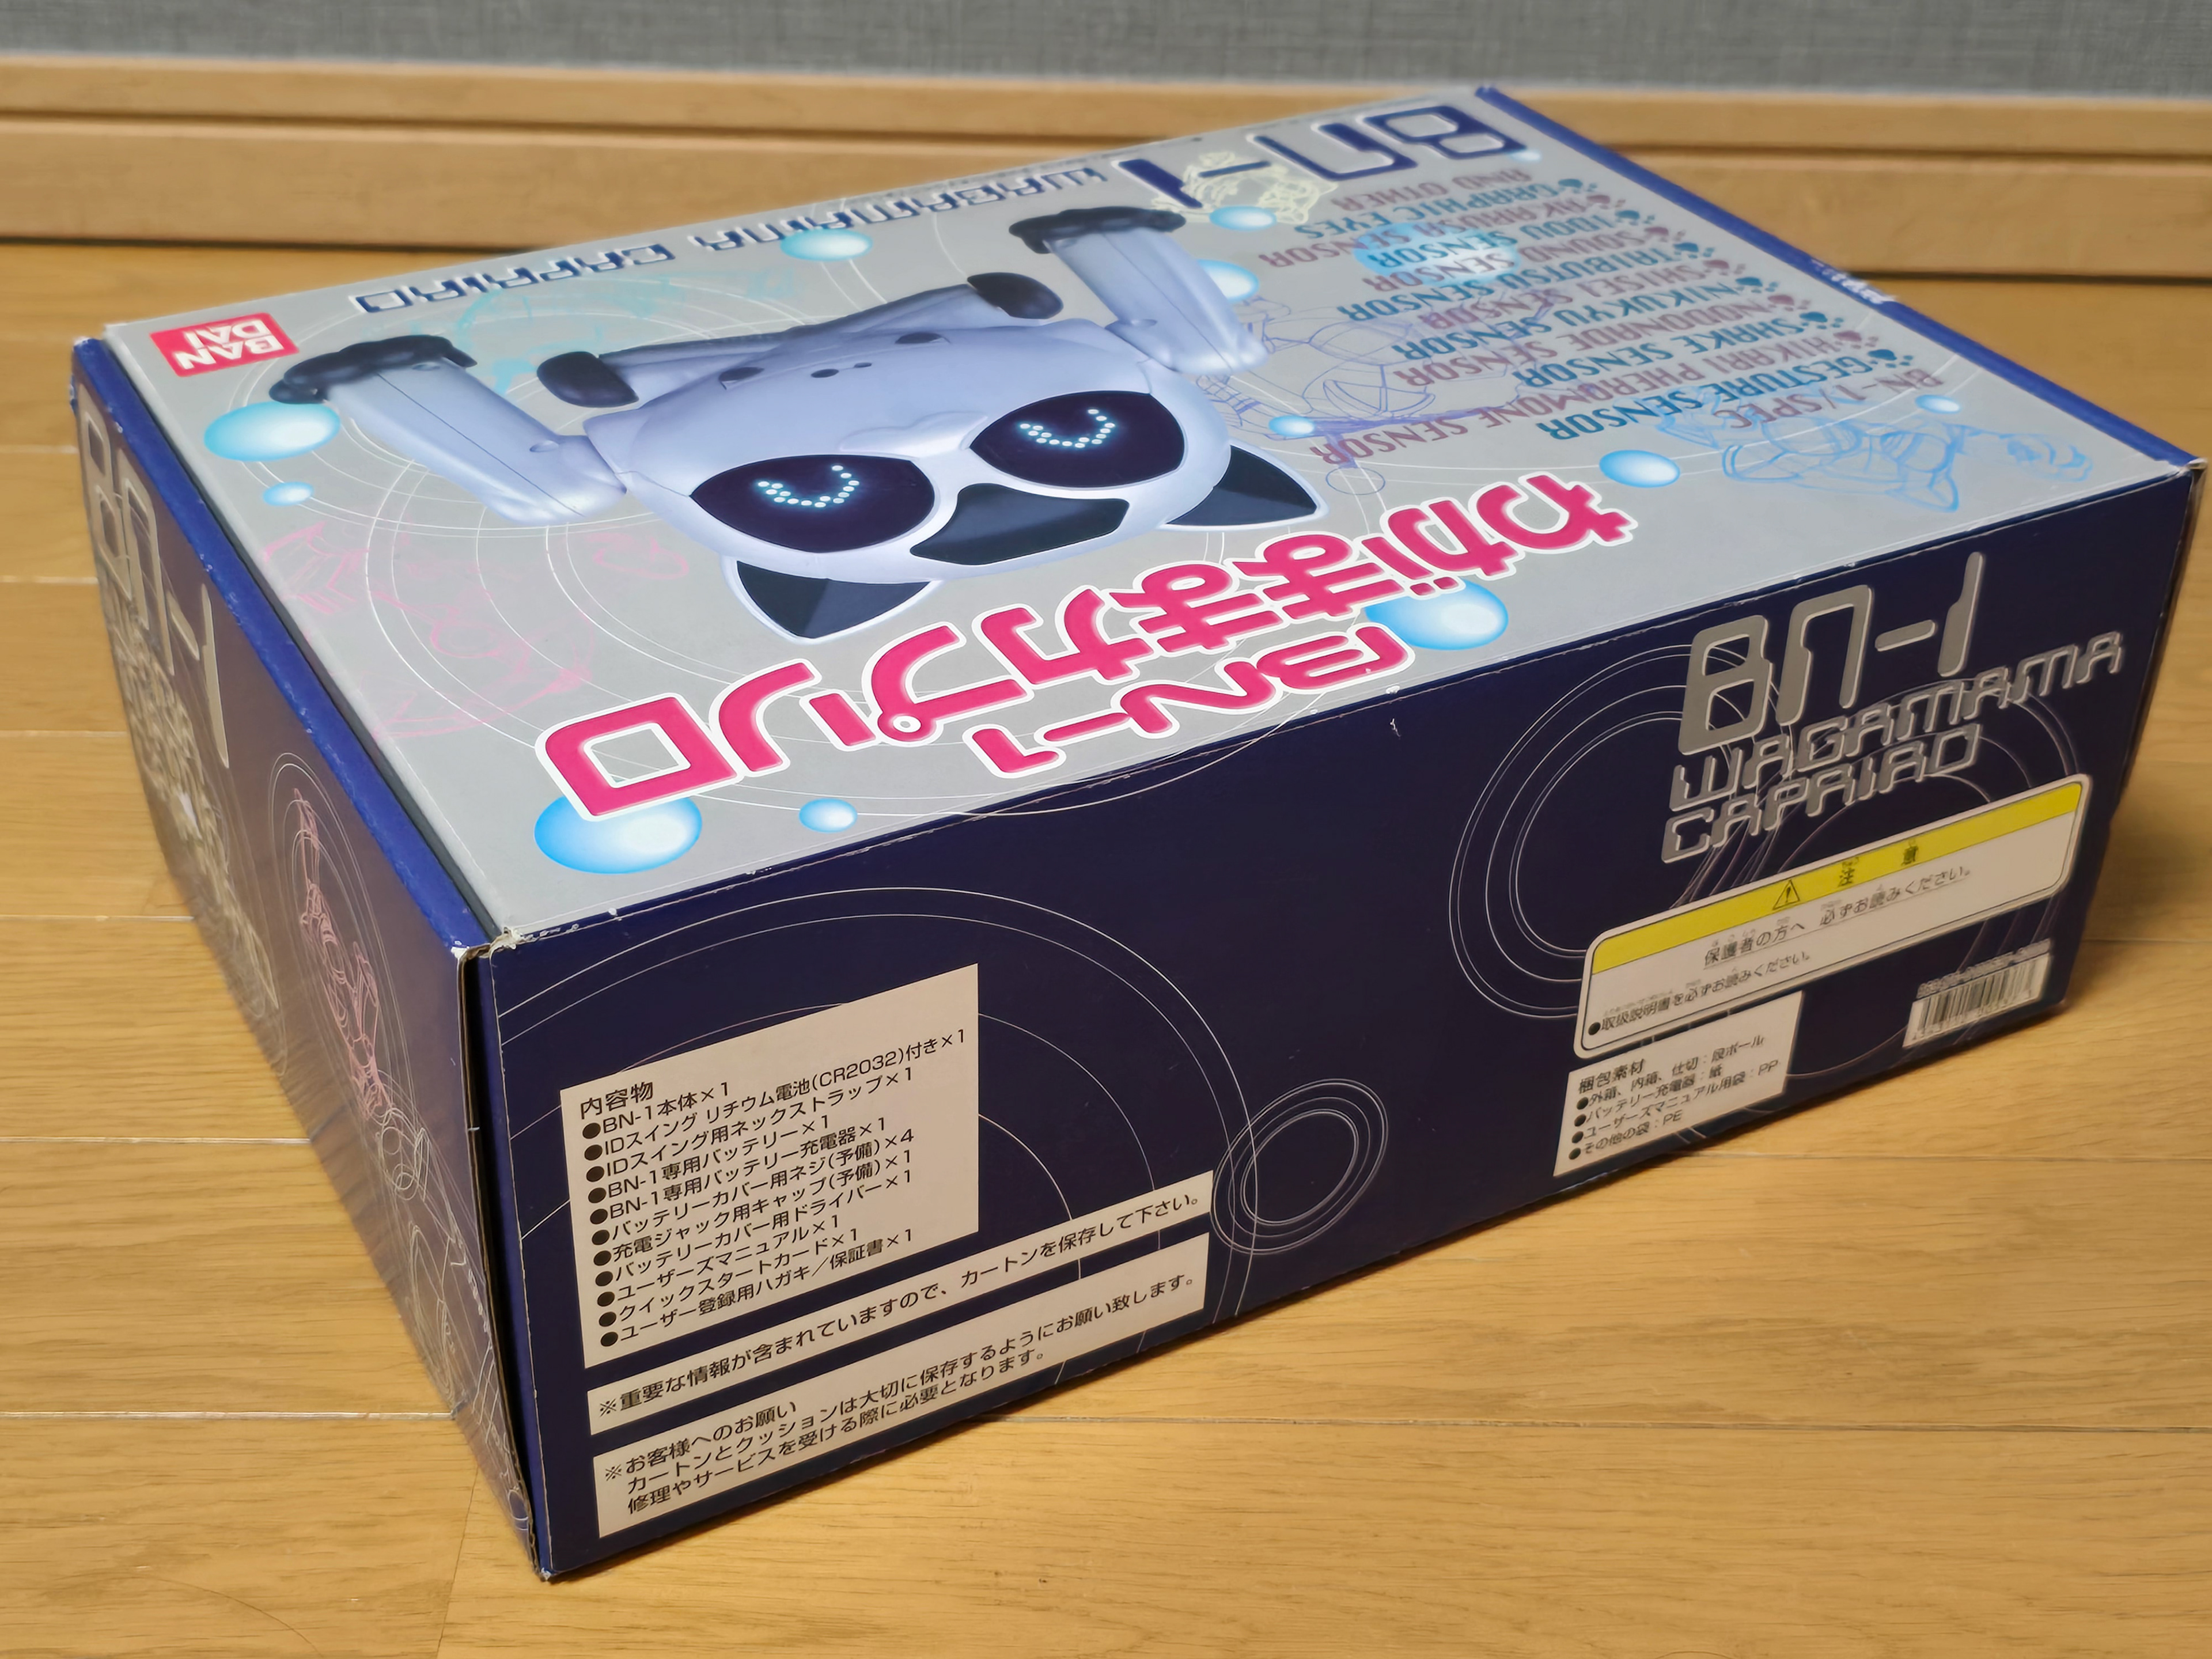 BN-1
WAGAMAMA CAPRIRO
BAN
DAI
BN-1/SPEC
GESTURE SENSOR
HIKARI PHEROMONE SENSOR
SHAKE SENSOR
NODONADE SENSOR
NIKUKYU SENSOR
SHISEI SENSOR
TAIBUTSU SENSOR
SOUND SENSOR
IDOU SENSOR
HIKARI SENSOR
GRAPHIC EYES
AND OTHER
BN-1
わがままカプリロ
BN-1
BN-1
WAGAMAMA
CAPRIRO
注意
保護者の方へ 必ずお読みください。
●取扱説明書を必ずお読みください。
梱包素材
●外箱、内箱、仕切:段ボール
●バッテリー充電器:紙
●ユーザーズマニュアル用袋:PP
●その他の袋:PE
内容物
●BN-1本体×1
●IDスイング リチウム電池(CR2032)付き×1
●IDスイング用ネックストラップ×1
●BN-1専用バッテリー×1
●BN-1専用バッテリー充電器×1
●バッテリーカバー用ネジ(予備)×4
●充電ジャック用キャップ(予備)×1
●バッテリーカバー用ドライバー×1
●ユーザーズマニュアル×1
●クイックスタートカード×1
●ユーザー登録用ハガキ/保証書×1
※重要な情報が含まれていますので、カートンを保存して下さい。
※お客様へのお願い
カートンとクッションは大切に保存するようにお願い致します。
修理やサービスを受ける際に必要となります。